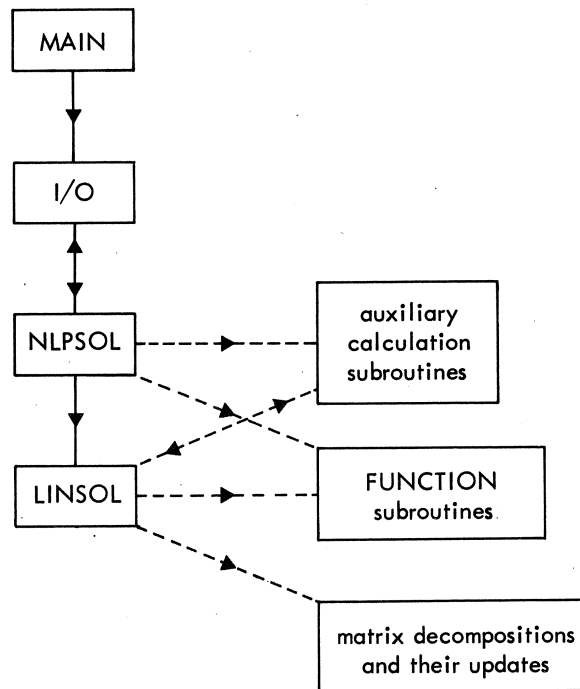 MAIN
I/O
NLPSOL
auxiliary
calculation
subroutines
LINSOL
FUNCTION
subroutines
matrix decompositions
and their updates